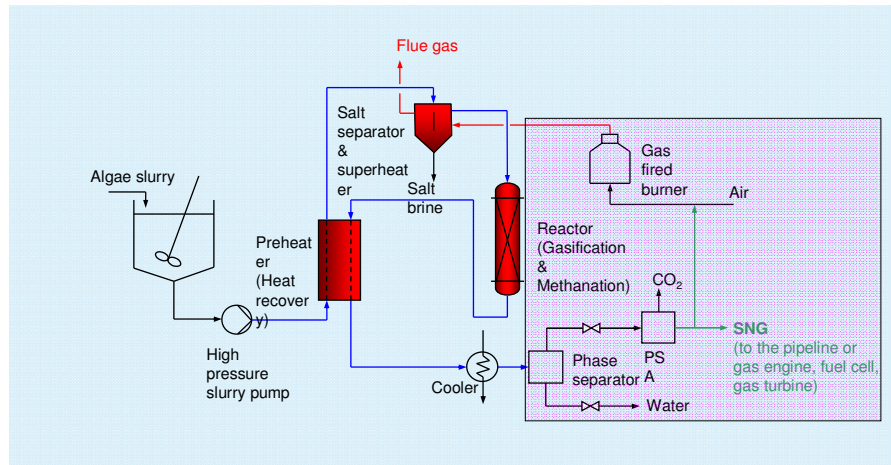 Flue gas
Salt
separator
&
superheat
er
Salt
brine
Gas
fired
burner
Air
Algae slurry
Preheat
er
(Heat
recover
y)
Reactor
(Gasification
&
Methanation)
High
pressure
slurry pump
Cooler
Phase
separator
CO2
PS
A
SNG
(to the pipeline or
gas engine, fuel cell,
gas turbine)
Water